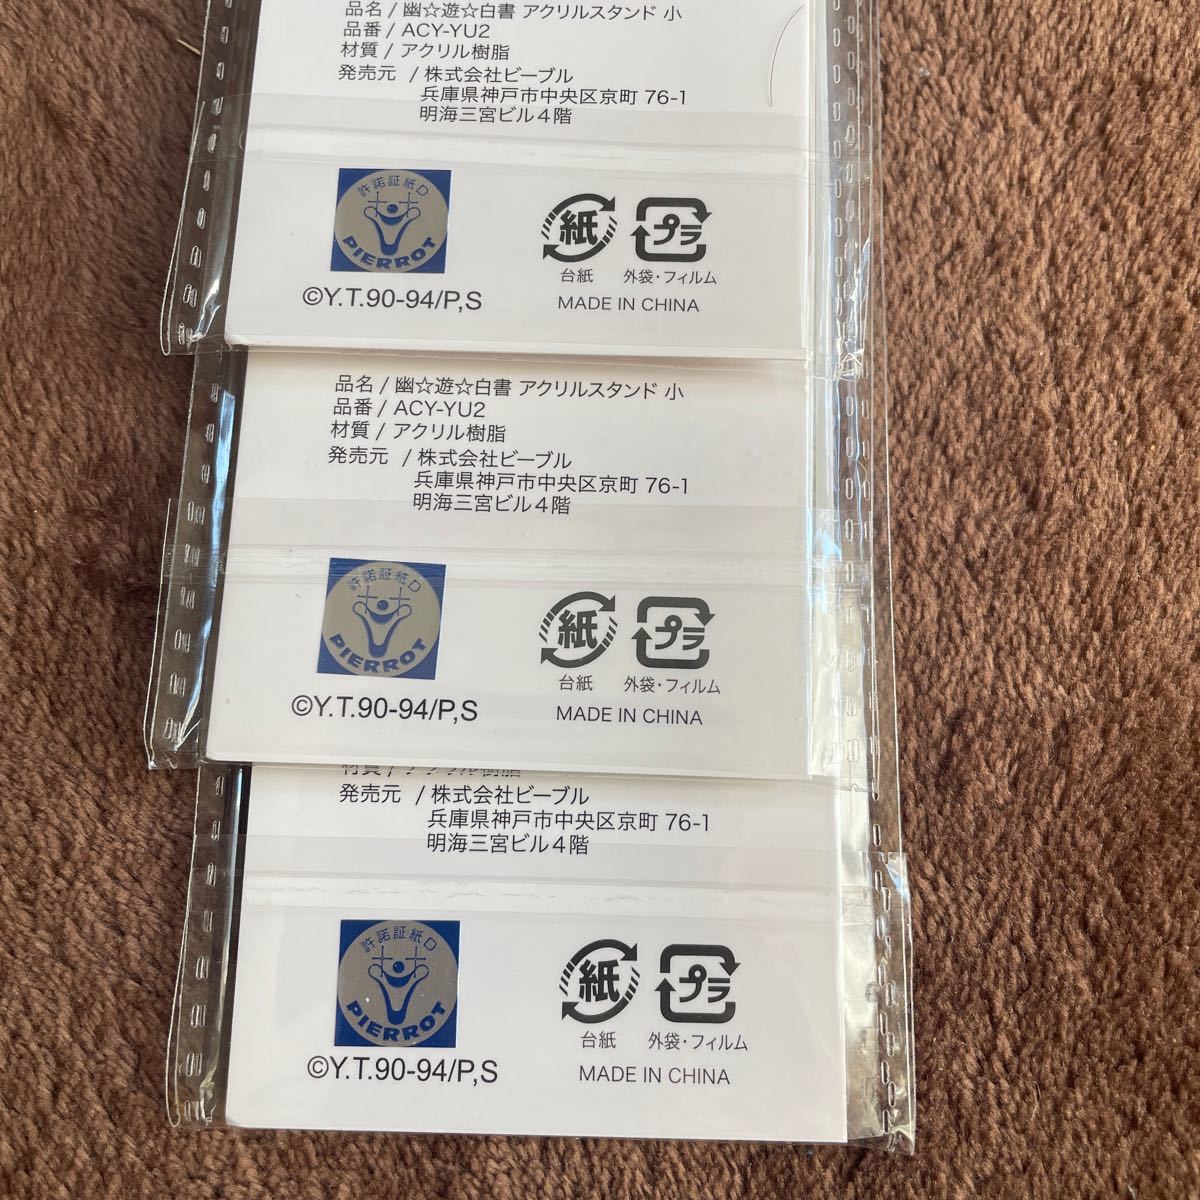 品名 / 幽☆遊☆白書 アクリルスタンド 小
品番 / ACY-YU2
材質 / アクリル樹脂
発売元 / 株式会社ビーブル
兵庫県神戸市中央区京町 76-1
明海三宮ビル4階
許諾証紙D
PIERROT
©Y.T.90-94/P,S
紙
台紙
プラ
外袋・フィルム
MADE IN CHINA
品名 / 幽☆遊☆白書 アクリルスタンド 小
品番 / ACY-YU2
材質 / アクリル樹脂
発売元 / 株式会社ビーブル
兵庫県神戸市中央区京町 76-1
明海三宮ビル4階
許諾証紙D
PIERROT
©Y.T.90-94/P,S
紙
台紙
プラ
外袋・フィルム
MADE IN CHINA
材質 / アクリル樹脂
発売元 / 株式会社ビーブル
兵庫県神戸市中央区京町 76-1
明海三宮ビル4階
許諾証紙D
PIERROT
©Y.T.90-94/P,S
紙
台紙
プラ
外袋・フィルム
MADE IN CHINA